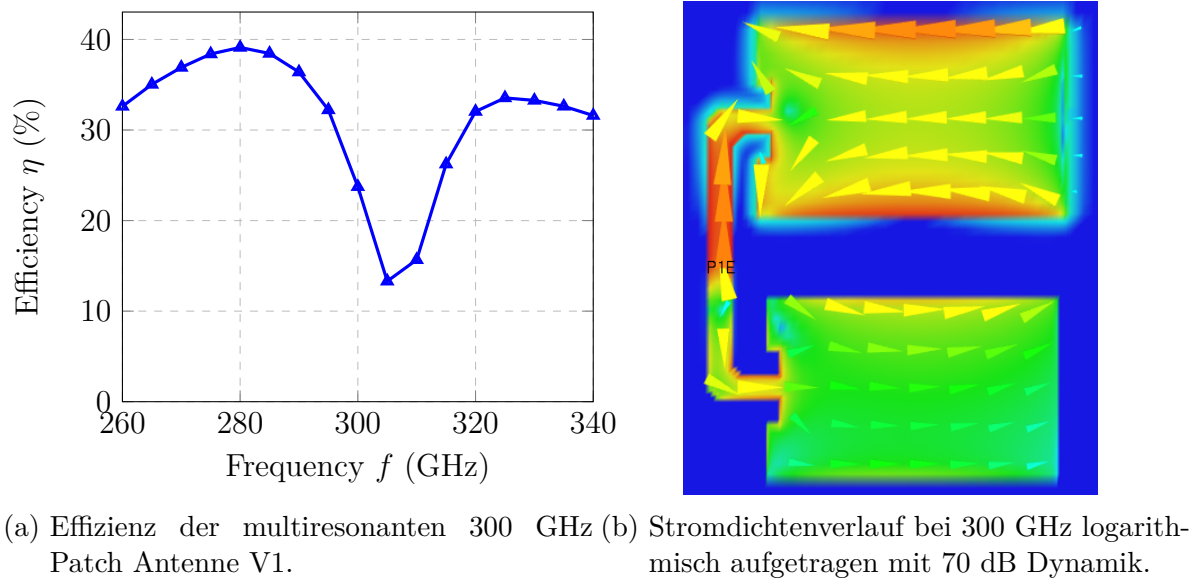 40
30
20
10
0
260
280
300
320
340
Efficiency η (%)
Frequency f (GHz)
P1E
(a) Effizienz der multiresonanten 300 GHz
Patch Antenne V1.
(b) Stromdichtenverlauf bei 300 GHz logarith-
misch aufgetragen mit 70 dB Dynamik.